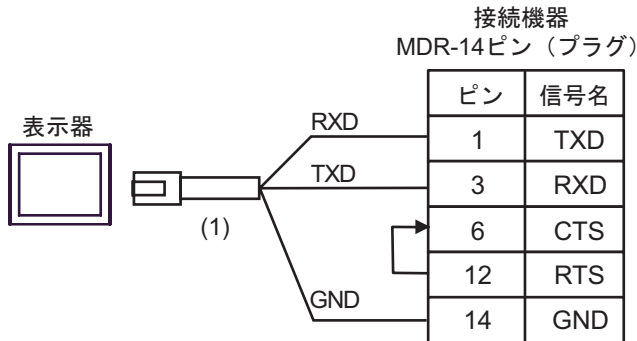 接続機器
MDR-14ピン（プラグ）
ピン 信号名
表示器
RXD
1 TXD
TXD
3 RXD
(1)
6 CTS
12 RTS
GND
14 GND